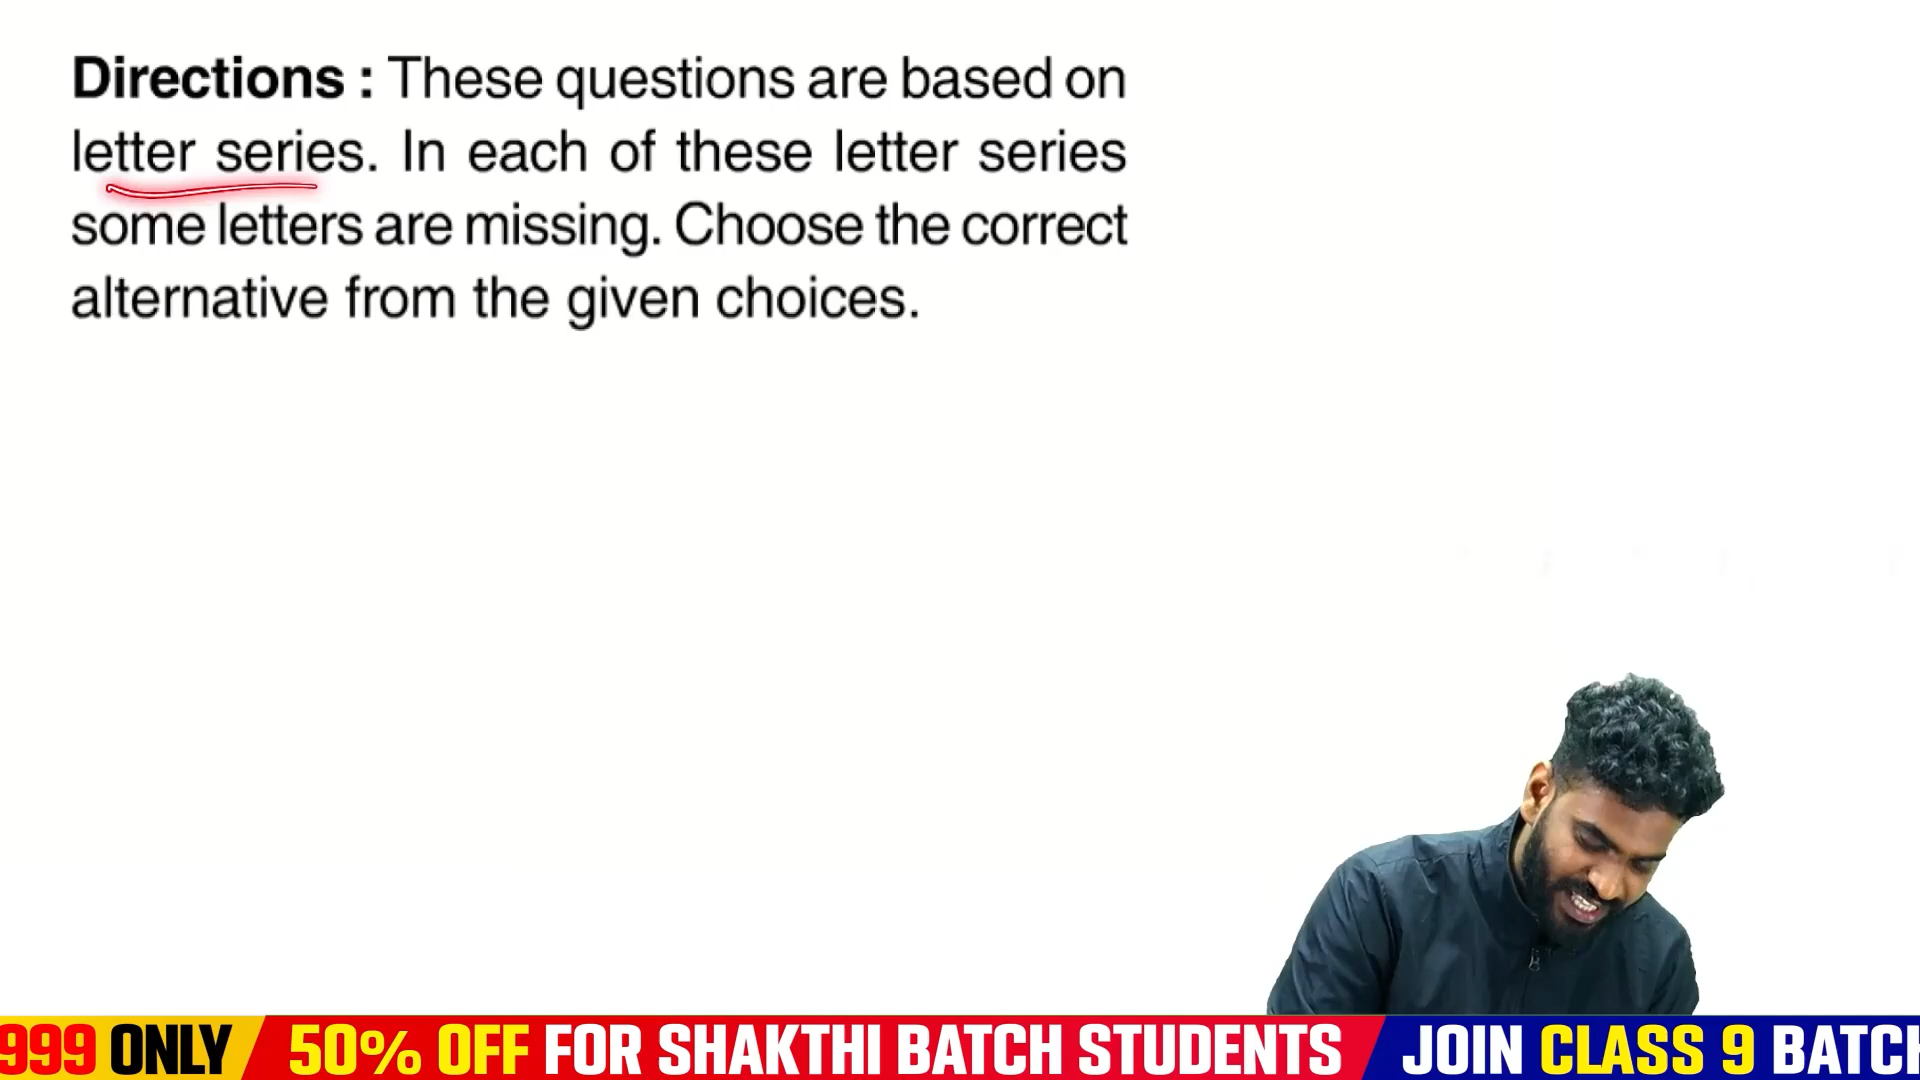 Directions : These questions are based on
letter series. In each of these letter series
some letters are missing. Choose the correct
alternative from the given choices.
999 ONLY 50% OFF FOR SHAKTHI BATCH STUDENTS JOIN CLASS 9 BATCH